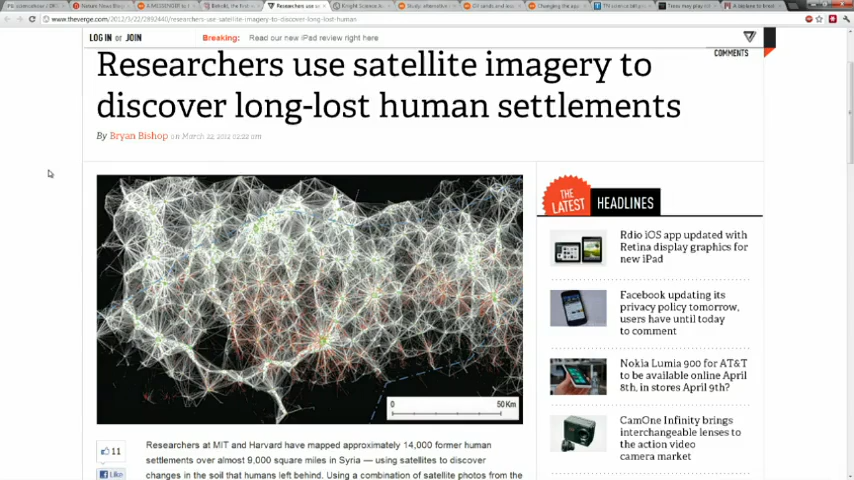 Nature News Blog
www.theverge.com/2012/3/22/2892440/researchers-use-satellite-imagery-to-discover-long-lost-human
LOG IN or JOIN
Breaking: Read our new iPad review right here
COMMENTS
Researchers use satellite imagery to
discover long-lost human settlements
By Bryan Bishop on March 22, 2012 02:22 am
0 50 Km
11
Like
Researchers at MIT and Harvard have mapped approximately 14,000 former human
settlements over almost 9,000 square miles in Syria — using satellites to discover
changes in the soil that humans left behind. Using a combination of satellite photos from the
THE LATEST HEADLINES
Rdio iOS app updated with
Retina display graphics for
new iPad
Facebook updating its
privacy policy tomorrow,
users have until today
to comment
Nokia Lumia 900 for AT&T
to be available online April
8th, in stores April 9th?
CamOne Infinity brings
interchangeable lenses to
the action video
camera market